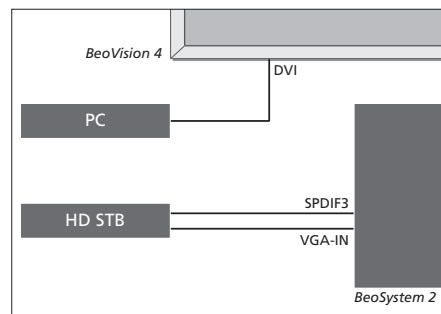 BeoVision 4
DVI
PC
SPDIF3
HD STB
VGA-IN
BeoSystem 2